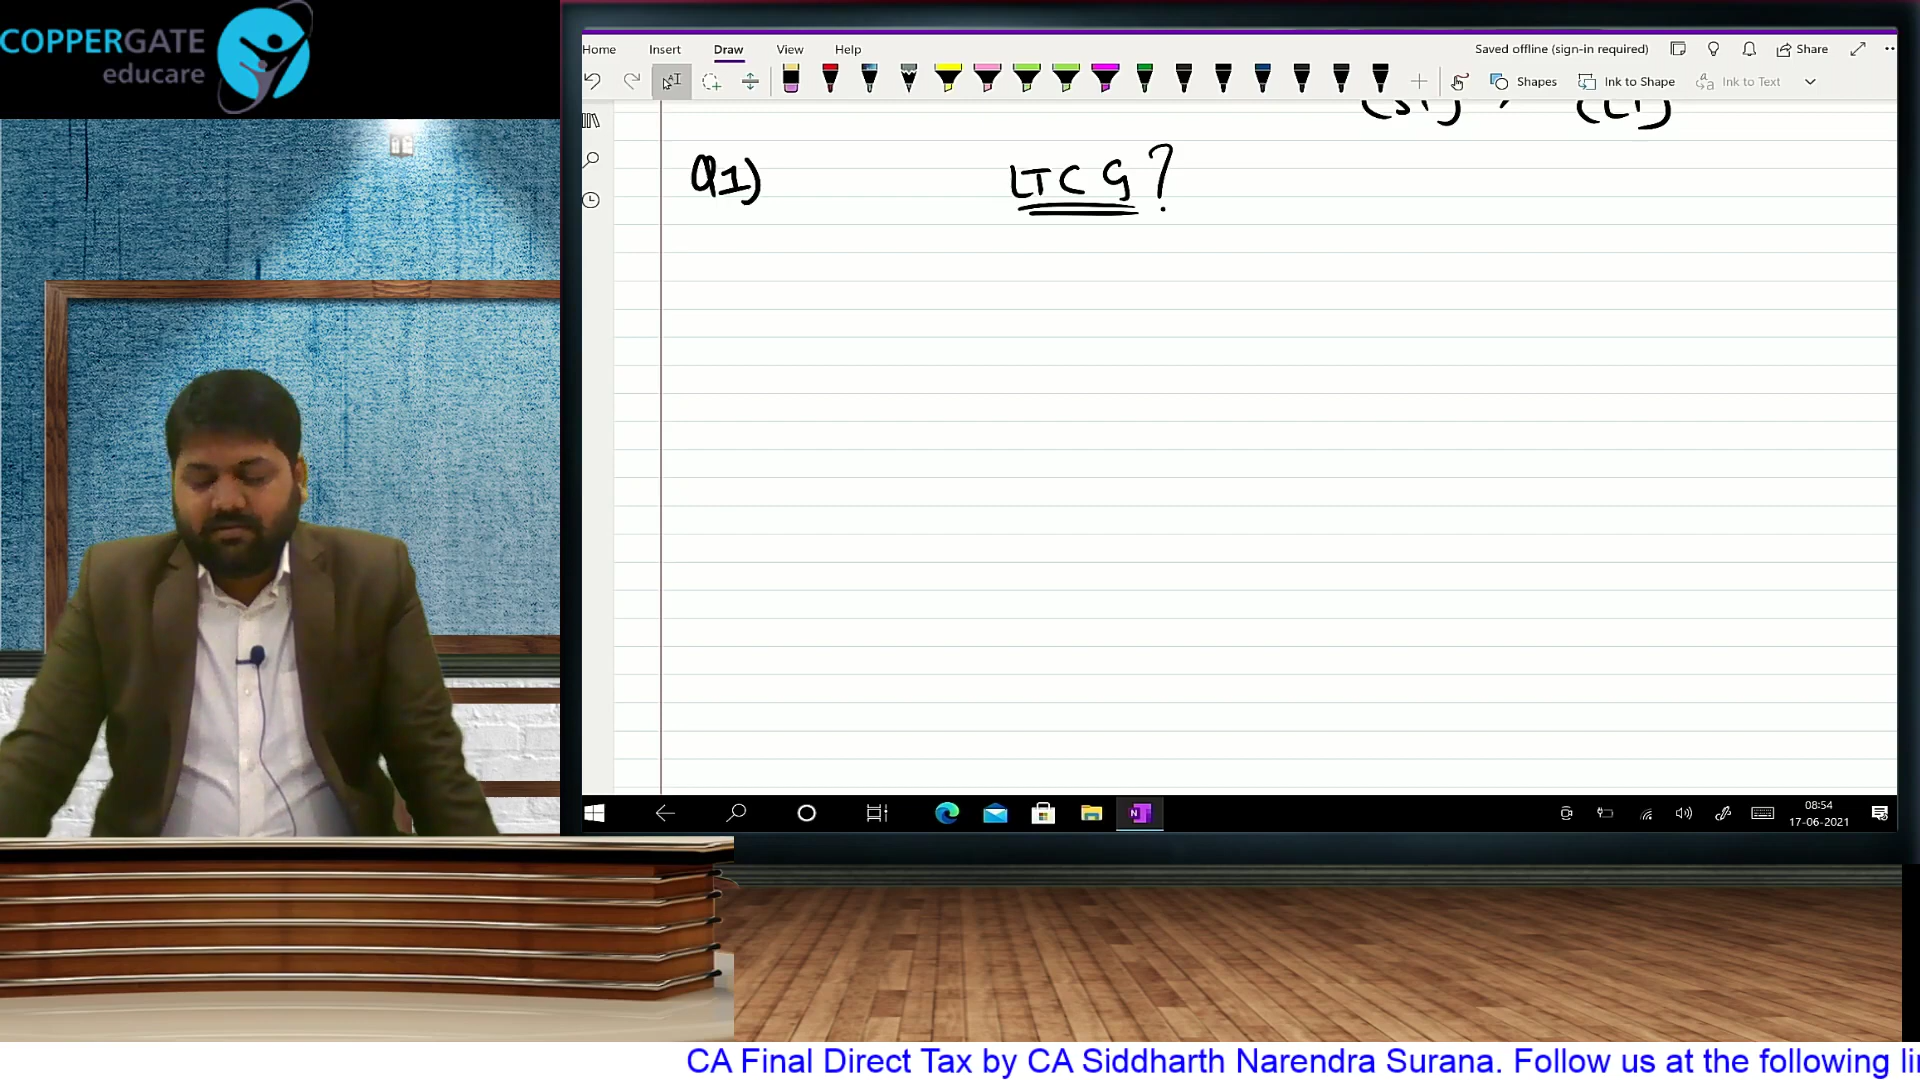 COPPERGATE
educare
Home Insert Draw View Help Saved offline (sign-in required) Share
Shapes Ink to Shape Ink to Text
(ST) , (LT)
Q1) LTCG?
08:54
17-06-2021
CA Final Direct Tax by CA Siddharth Narendra Surana. Follow us at the following li